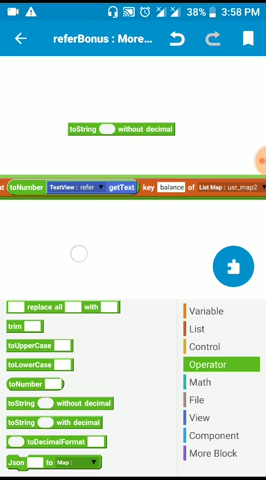 38% 3:58 PM
referBonus : More...
toString without decimal
t toNumber TextView : refer getText key balance of List Map : usr_map2
replace all with
trim
toUpperCase
toLowerCase
toNumber
toString without decimal
toString with decimal
toDecimalFormat
Json to Map :
Variable
List
Control
Operator
Math
File
View
Component
More Block